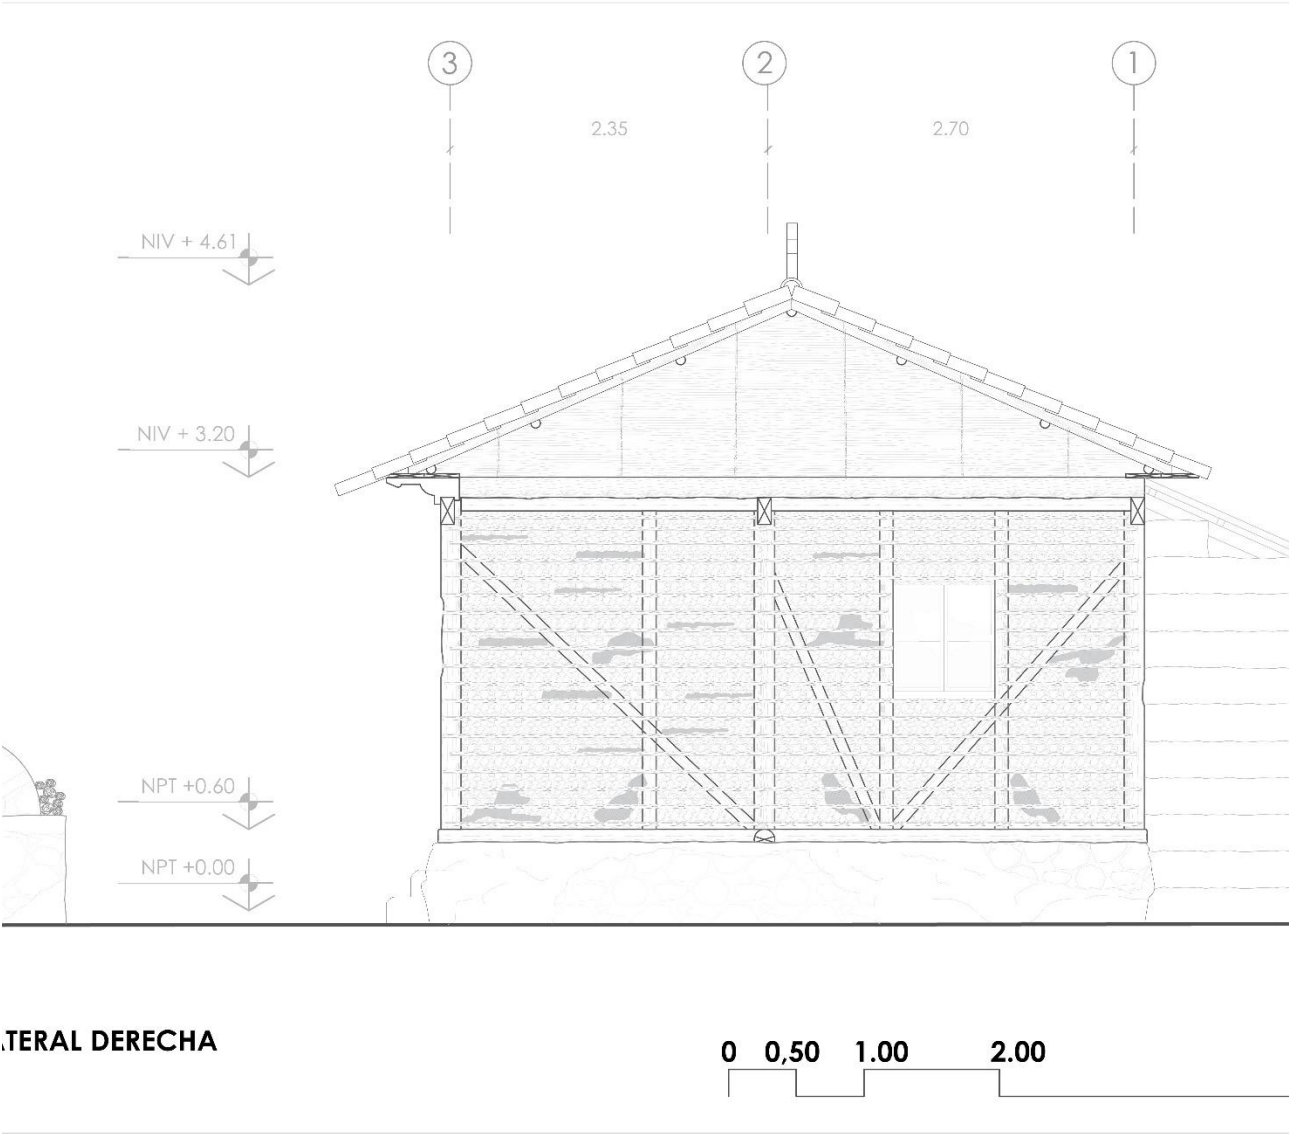 3 2 1
2.35 2.70
NIV + 4.61
NIV + 3.20
NPT +0.60
NPT +0.00
ATERAL DERECHA
0 0,50 1.00 2.00